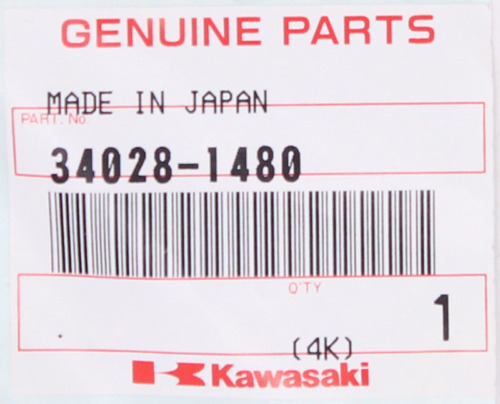 GENUINE PARTS
MADE IN JAPAN
PART. No
34028-1480
Q'TY
1
(4K)
Kawasaki